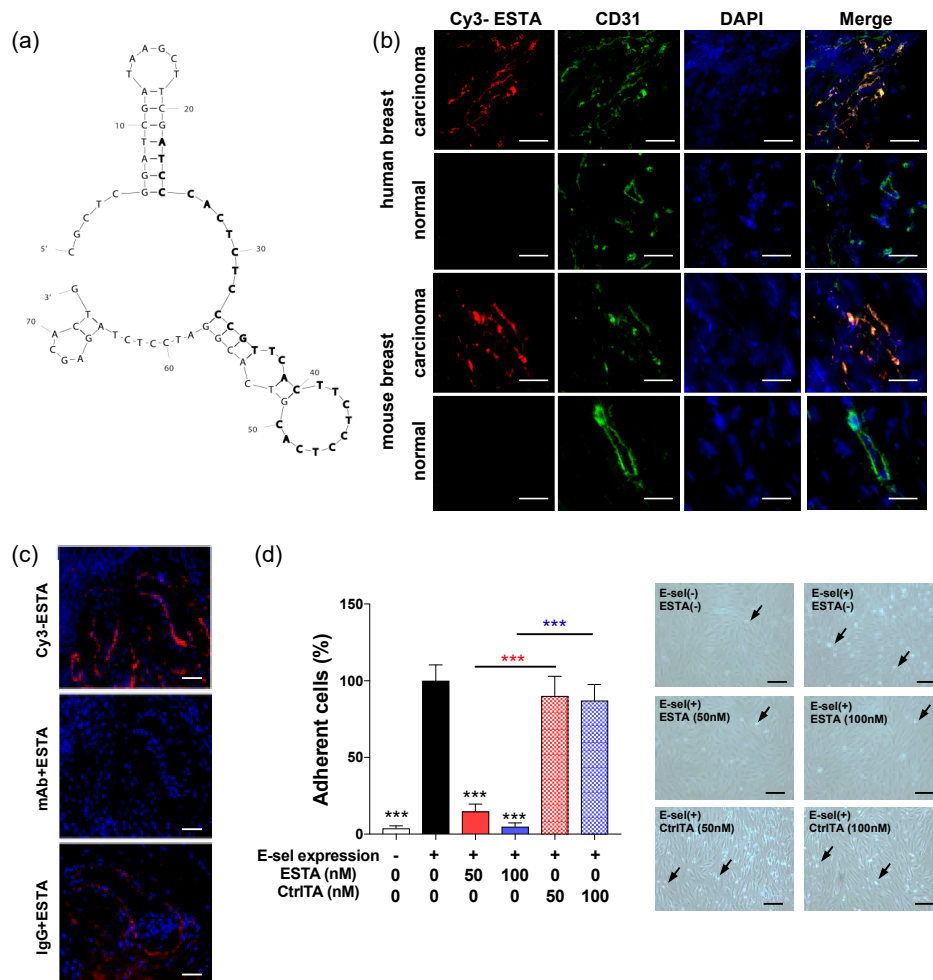 (a)
5'
CGCTCGGATCGATAAGCTTCGATCCCACTCTCCCGTTCACTTCTCCTCACGTCACGGATCCTCTAGAGCACTG
3'
10
20
30
40
50
60
70
(b)
Cy3- ESTA CD31 DAPI Merge
human breast
carcinoma
normal
mouse breast
carcinoma
normal
(c)
Cy3-ESTA
mAb+ESTA
IgG+ESTA
(d)
Adherent cells (%)
150
100
50
0
***
***
***
***
***
E-sel expression - + + + + +
ESTA (nM) 0 0 50 100 0 0
CtrlTA (nM) 0 0 0 0 50 100
E-sel(-)
ESTA(-)
E-sel(+)
ESTA(-)
E-sel(+)
ESTA (50nM)
E-sel(+)
ESTA (100nM)
E-sel(+)
CtrlTA (50nM)
E-sel(+)
CtrlTA (100nM)